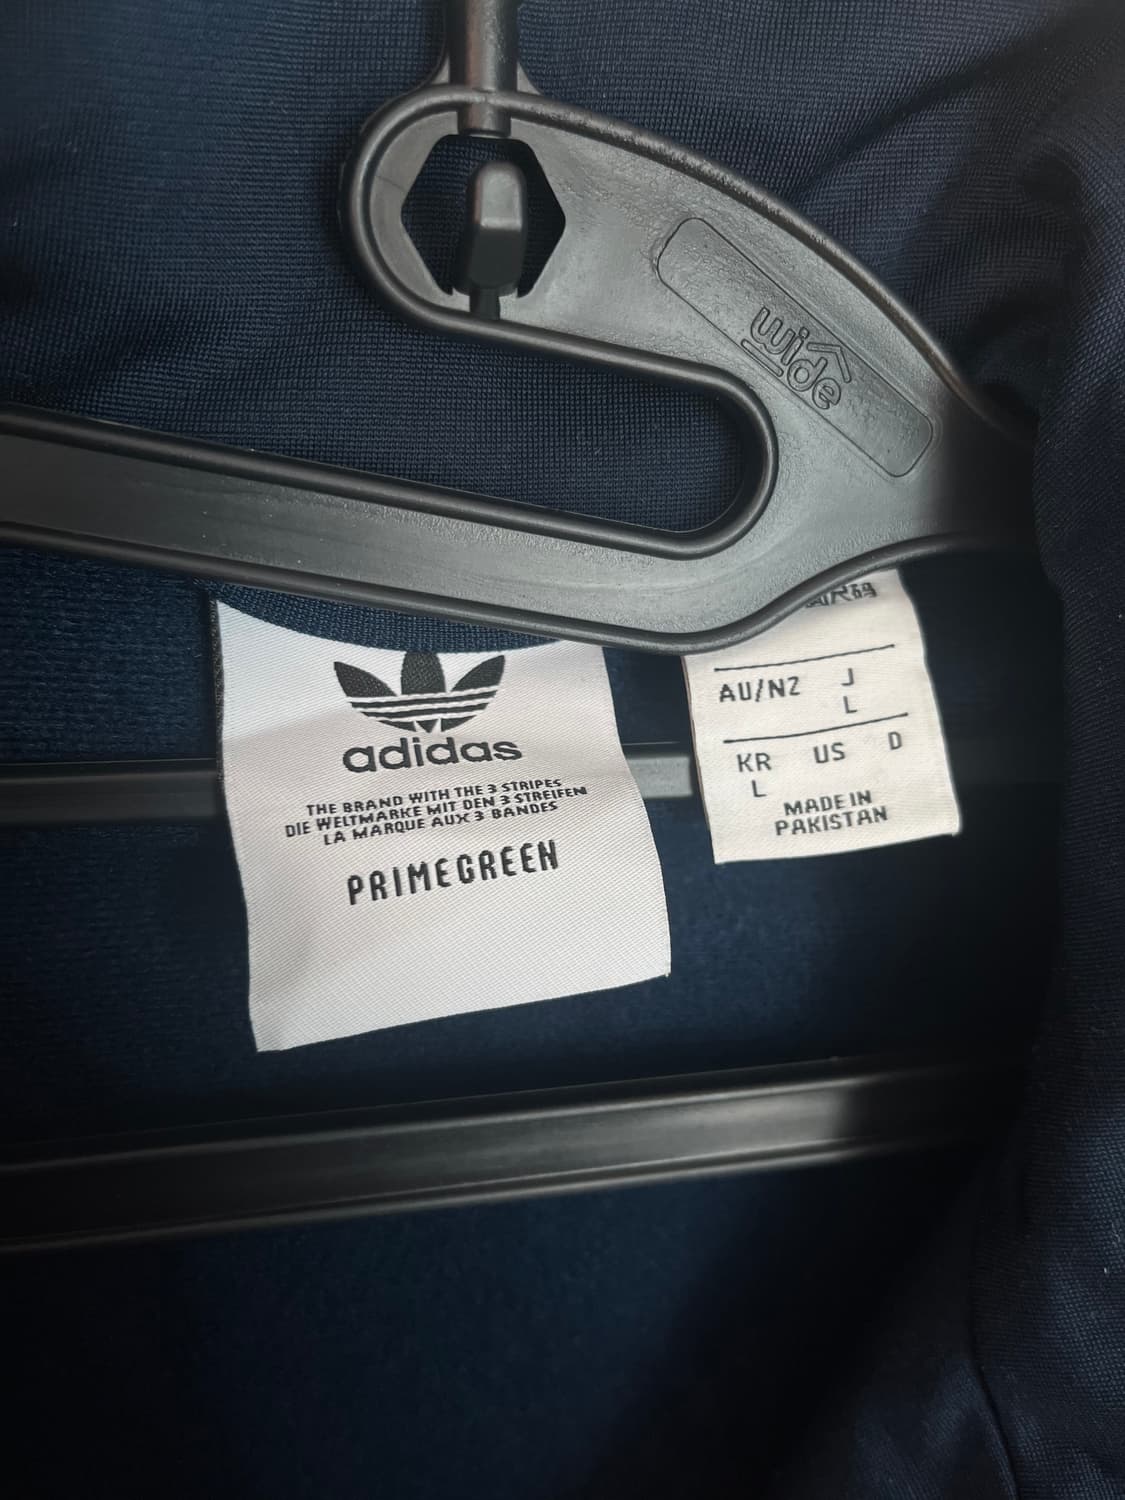 wide
adidas
THE BRAND WITH THE 3 STRIPES
DIE WELTMARKE MIT DEN 3 STREIFEN
LA MARQUE AUX 3 BANDES
PRIMEGREEN
AU/NZ J
L
KR US D
L
MADE IN
PAKISTAN